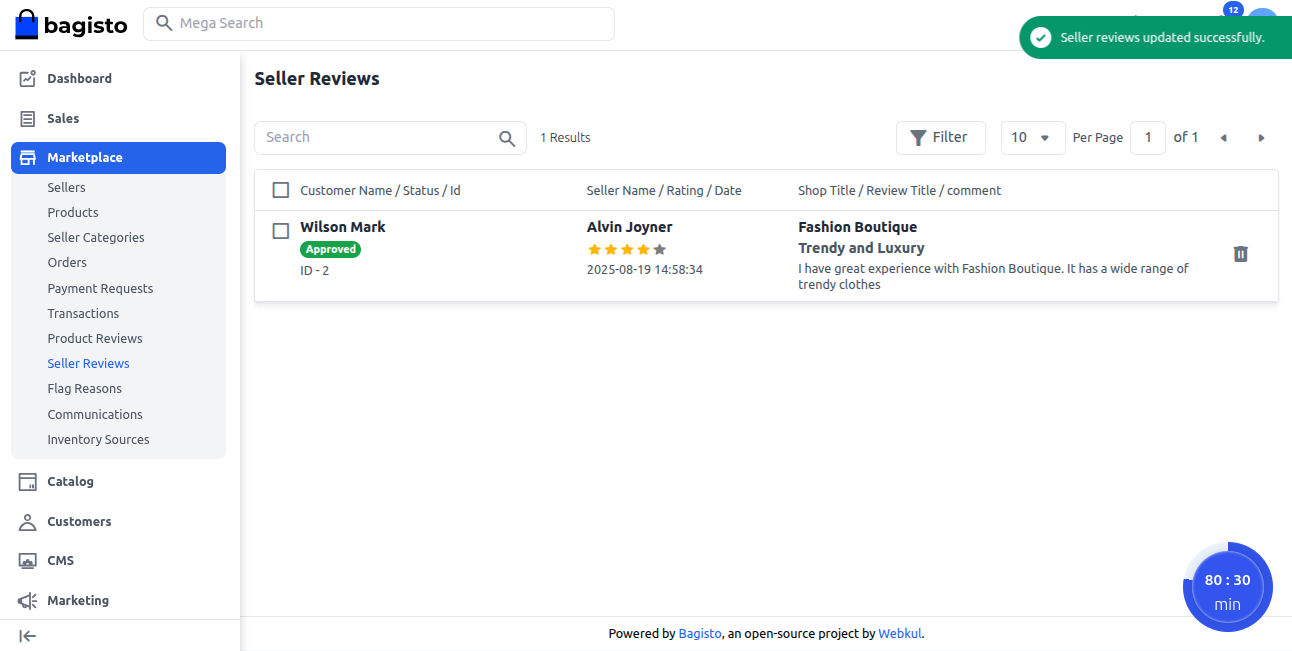 bagisto
Mega Search
12
Seller reviews updated successfully.
Dashboard
Sales
Marketplace
Sellers
Products
Seller Categories
Orders
Payment Requests
Transactions
Product Reviews
Seller Reviews
Flag Reasons
Communications
Inventory Sources
Catalog
Customers
CMS
Marketing
Seller Reviews
Search
1 Results
Filter
10
Per Page
1
of 1
Customer Name / Status / Id
Seller Name / Rating / Date
Shop Title / Review Title / comment
Wilson Mark
Approved
ID - 2
Alvin Joyner
2025-08-19 14:58:34
Fashion Boutique
Trendy and Luxury
I have great experience with Fashion Boutique. It has a wide range of
trendy clothes
80 : 30
min
Powered by Bagisto, an open-source project by Webkul.